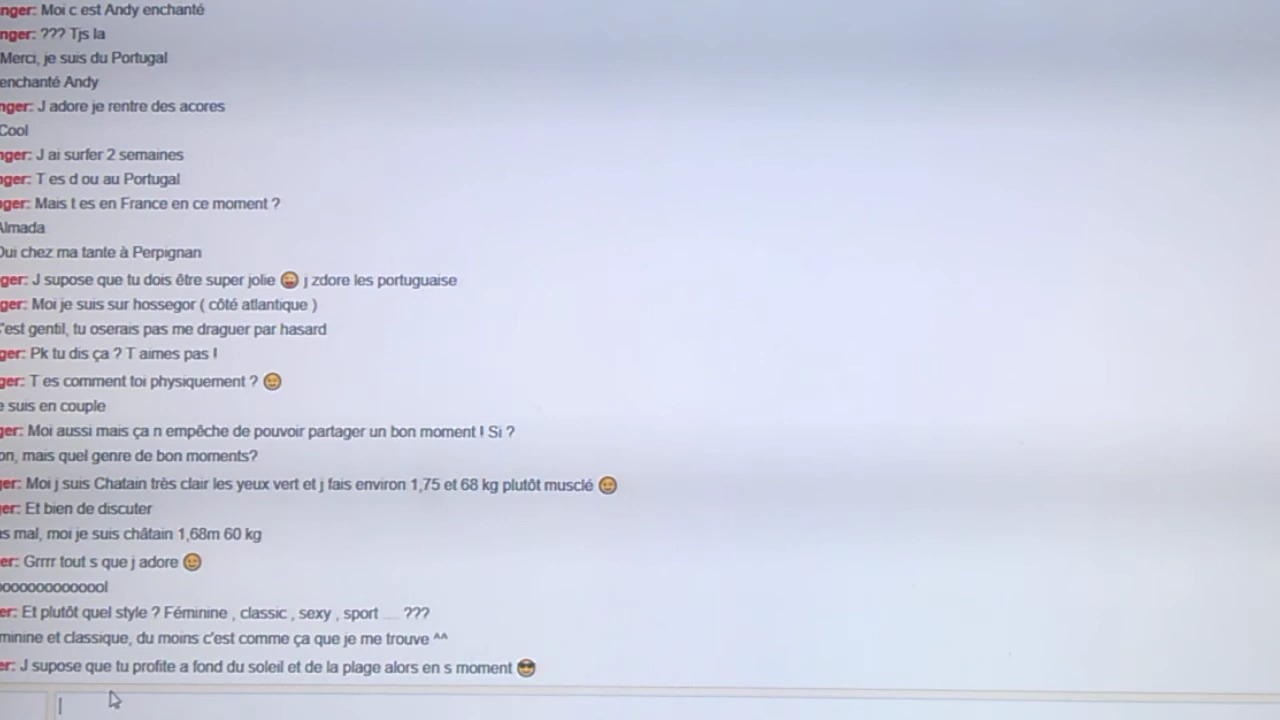 nger: Moi c est Andy enchanté
nger: ??? Tjs la
Merci, je suis du Portugal
enchanté Andy
nger: J adore je rentre des acores
Cool
nger: J ai surfer 2 semaines
nger: T es d ou au Portugal
nger: Mais t es en France en ce moment ?
Almada
Oui chez ma tante à Perpignan
ger: J supose que tu dois être super jolie 😄 j zdore les portuguaise
ger: Moi je suis sur hossegor ( côté atlantique )
C'est gentil, tu oserais pas me draguer par hasard
ger: Pk tu dis ça ? T aimes pas !
ger: T es comment toi physiquement ? 😉
e suis en couple
ger: Moi aussi mais ça n empêche de pouvoir partager un bon moment ! Si ?
on, mais quel genre de bon moments?
ger: Moi j suis Chatain très clair les yeux vert et j fais environ 1,75 et 68 kg plutôt musclé 😉
er: Et bien de discuter
as mal, moi je suis châtain 1,68m 60 kg
er: Grrrr tout s que j adore 😉
oooooooooooool
er: Et plutôt quel style ? Féminine , classic , sexy , sport .... ???
minine et classique, du moins c'est comme ça que je me trouve ^^
er: J supose que tu profite a fond du soleil et de la plage alors en s moment 😎